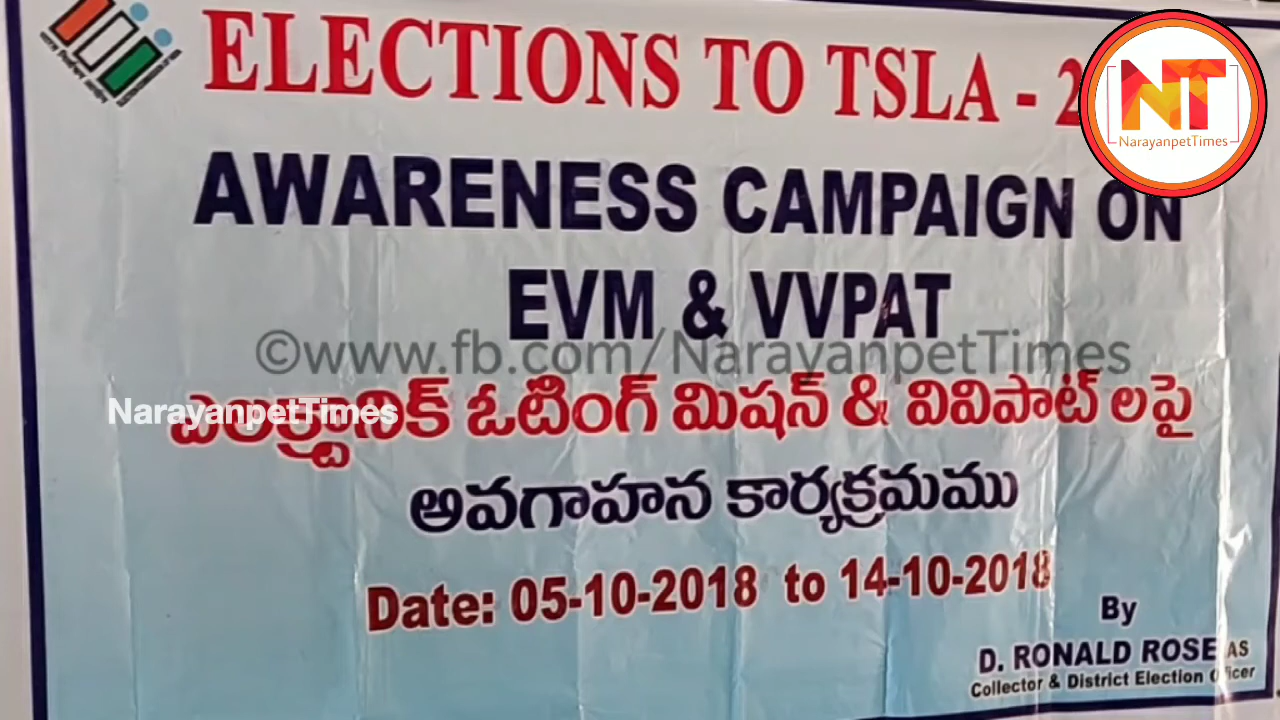 ELECTIONS TO TSLA - 2
NT
NarayanpetTimes
AWARENESS CAMPAIGN ON
EVM & VVPAT
©www.fb.com/NarayanpetTimes
NarayanpetTimes
ఓటింగ్ మిషన్ & వివిపాట్ లపై
అవగాహన కార్యక్రమము
Date: 05-10-2018 to 14-10-2018
By
D. RONALD ROSE
Collector & District Election